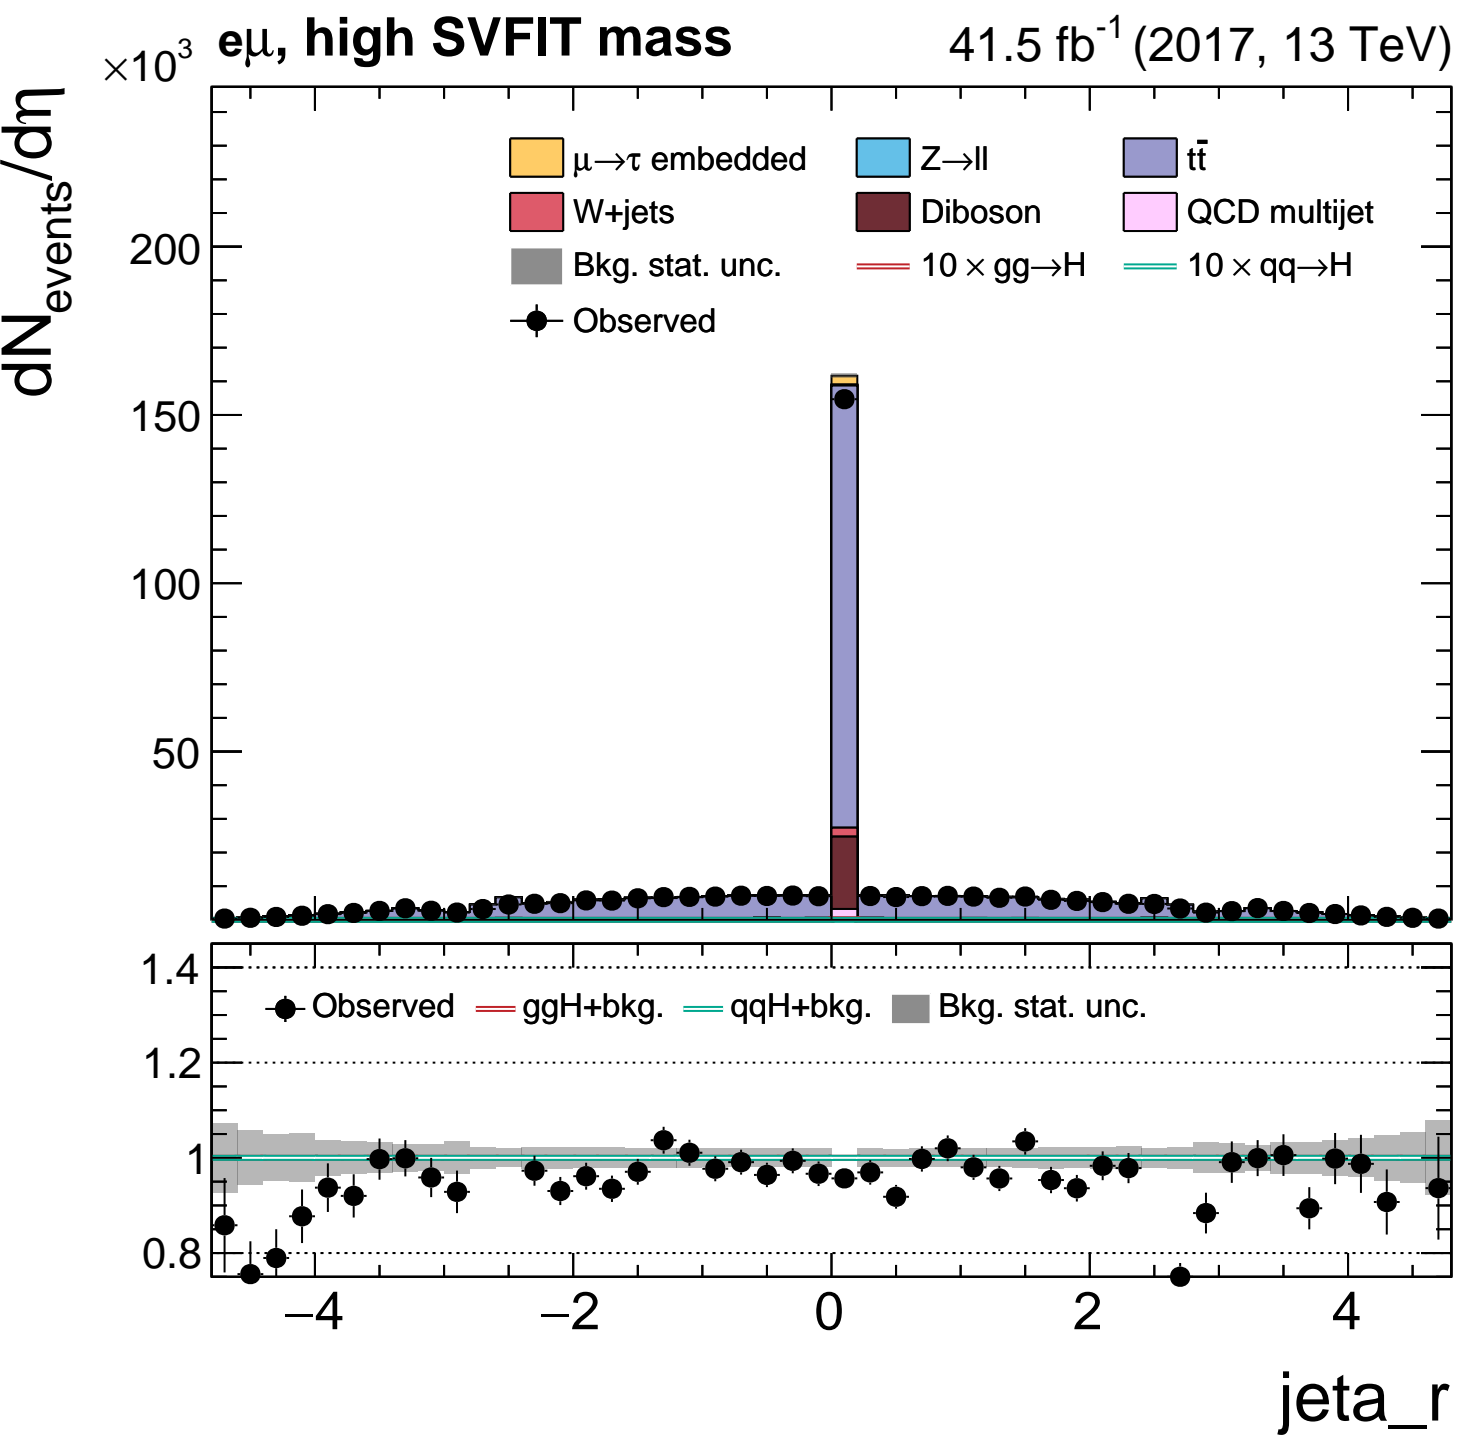 ×10³ eμ, high SVFIT mass 41.5 fb⁻¹ (2017, 13 TeV)
dN_events/dη
μ→τ embedded Z→ll tt̄
W+jets Diboson QCD multijet
Bkg. stat. unc. 10 × gg→H 10 × qq→H
Observed
200
150
100
50
1.4
Observed ggH+bkg. qqH+bkg. Bkg. stat. unc.
1.2
1
0.8
−4 −2 0 2 4
jeta_r